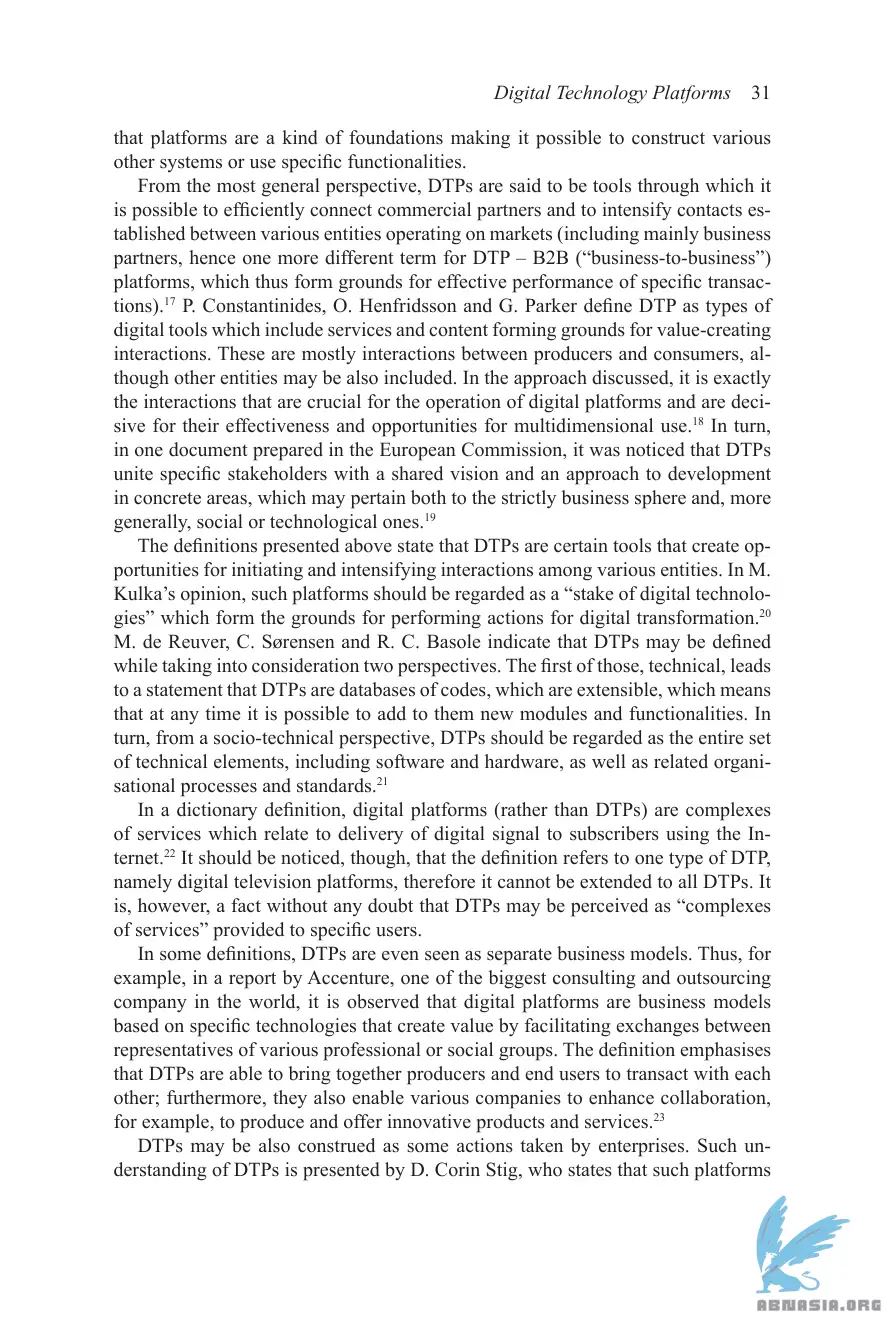 Digital Technology Platforms 31
that platforms are a kind of foundations making it possible to construct various
other systems or use specific functionalities.
From the most general perspective, DTPs are said to be tools through which it
is possible to efficiently connect commercial partners and to intensify contacts es-
tablished between various entities operating on markets (including mainly business
partners, hence one more different term for DTP – B2B (“business-to-business”)
platforms, which thus form grounds for effective performance of specific transac-
tions).17 P. Constantinides, O. Henfridsson and G. Parker define DTP as types of
digital tools which include services and content forming grounds for value-creating
interactions. These are mostly interactions between producers and consumers, al-
though other entities may be also included. In the approach discussed, it is exactly
the interactions that are crucial for the operation of digital platforms and are deci-
sive for their effectiveness and opportunities for multidimensional use.18 In turn,
in one document prepared in the European Commission, it was noticed that DTPs
unite specific stakeholders with a shared vision and an approach to development
in concrete areas, which may pertain both to the strictly business sphere and, more
generally, social or technological ones.19
The definitions presented above state that DTPs are certain tools that create op-
portunities for initiating and intensifying interactions among various entities. In M.
Kulka’s opinion, such platforms should be regarded as a “stake of digital technolo-
gies” which form the grounds for performing actions for digital transformation.20
M. de Reuver, C. Sørensen and R. C. Basole indicate that DTPs may be defined
while taking into consideration two perspectives. The first of those, technical, leads
to a statement that DTPs are databases of codes, which are extensible, which means
that at any time it is possible to add to them new modules and functionalities. In
turn, from a socio-technical perspective, DTPs should be regarded as the entire set
of technical elements, including software and hardware, as well as related organi-
sational processes and standards.21
In a dictionary definition, digital platforms (rather than DTPs) are complexes
of services which relate to delivery of digital signal to subscribers using the In-
ternet.22 It should be noticed, though, that the definition refers to one type of DTP,
namely digital television platforms, therefore it cannot be extended to all DTPs. It
is, however, a fact without any doubt that DTPs may be perceived as “complexes
of services” provided to specific users.
In some definitions, DTPs are even seen as separate business models. Thus, for
example, in a report by Accenture, one of the biggest consulting and outsourcing
company in the world, it is observed that digital platforms are business models
based on specific technologies that create value by facilitating exchanges between
representatives of various professional or social groups. The definition emphasises
that DTPs are able to bring together producers and end users to transact with each
other; furthermore, they also enable various companies to enhance collaboration,
for example, to produce and offer innovative products and services.23
DTPs may be also construed as some actions taken by enterprises. Such un-
derstanding of DTPs is presented by D. Corin Stig, who states that such platforms
ABNASIA.ORG